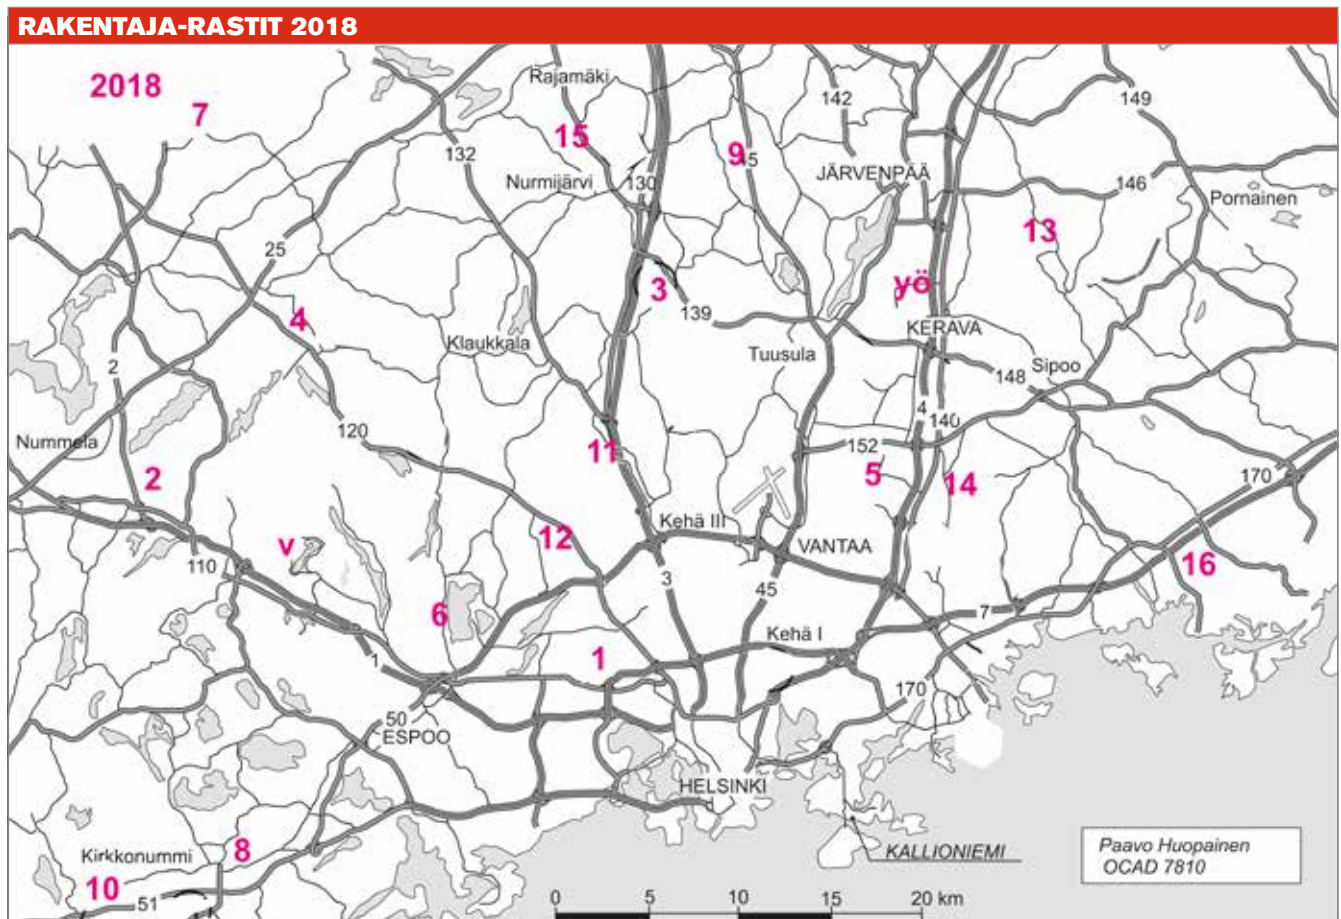 RAKENTAJA-RASTIT 2018
2018
7
Rajamäki
142
149
15
132
9
45
JÄRVENPÄÄ
Nurmijärvi
130
146
Pornainen
13
25
3
yö
4
139
KERAVA
Klaukkala
Tuusula
Sipoo
2
148
4
140
120
Nummela
11
152
2
5
14
170
Kehä III
12
VANTAA
v
110
3
16
45
6
7
Kehä I
1
1
170
50
ESPOO
HELSINKI
8
Kirkkonummi
KALLIONIEMI
Paavo Huopainen
OCAD 7810
10
51
0 5 10 20 km